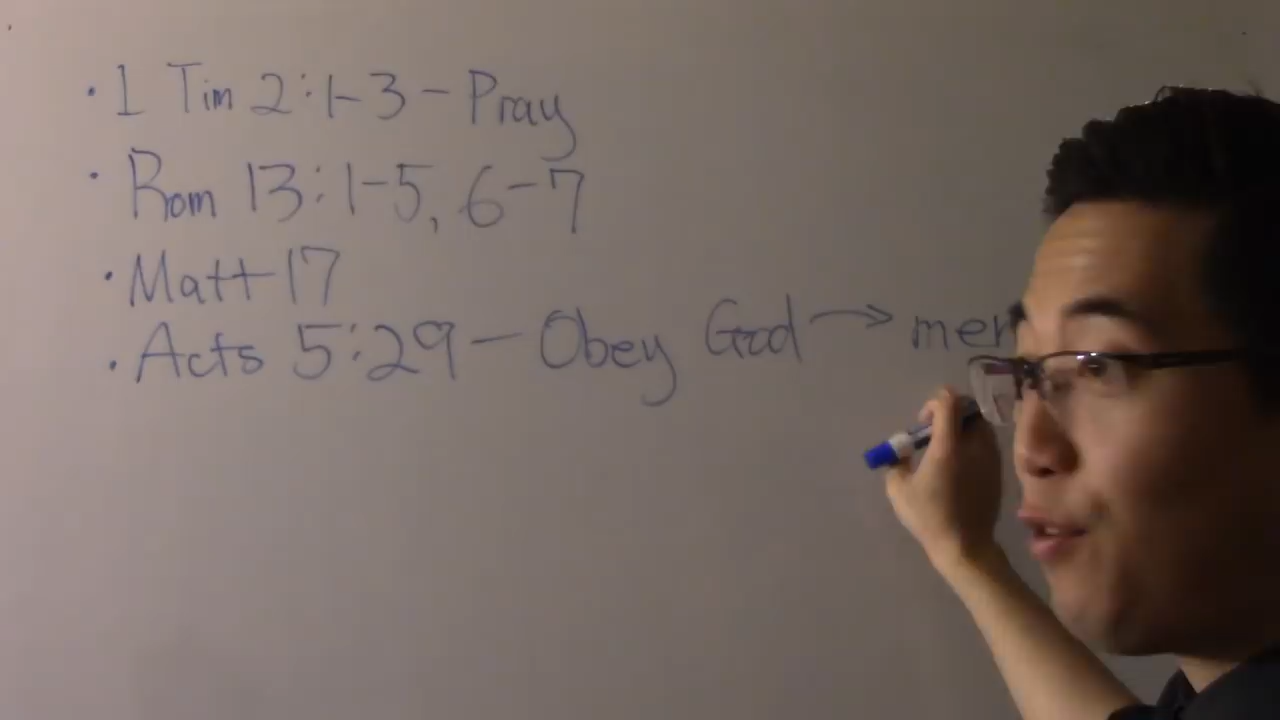 · 1 Tim 2:1-3 - Pray
· Rom 13:1-5, 6-7
· Matt 17
· Acts 5:29 - Obey God → men